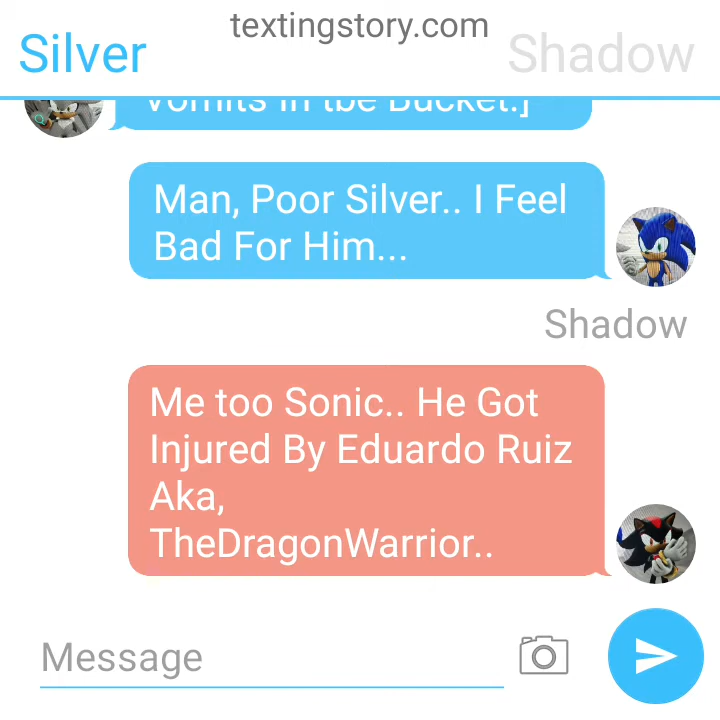 textingstory.com
Silver
Shadow
Vomits In tbe Bucket.]
Man, Poor Silver.. I Feel
Bad For Him...
Shadow
Me too Sonic.. He Got
Injured By Eduardo Ruiz
Aka,
TheDragonWarrior..
Message